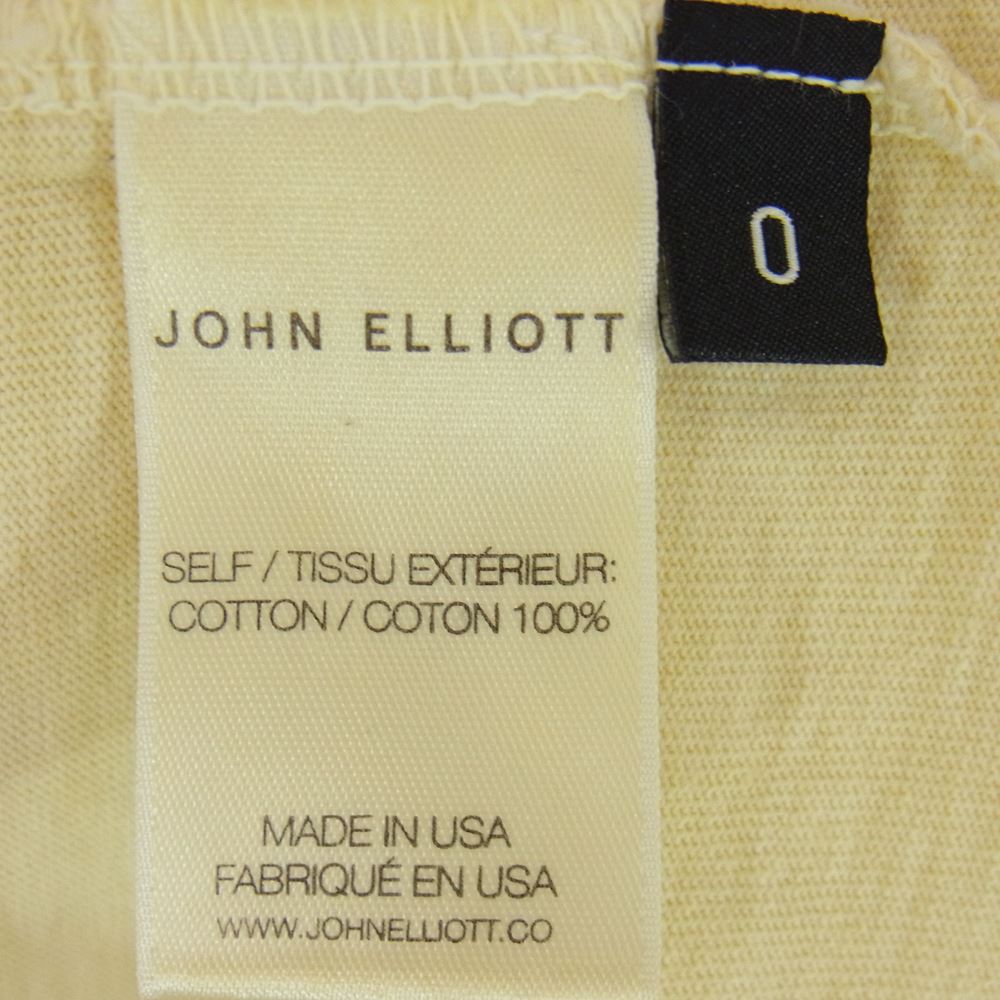 0
JOHN ELLIOTT
SELF / TISSU EXTÉRIEUR:
COTTON / COTON 100%
MADE IN USA
FABRIQUÉ EN USA
WWW.JOHNELLIOTT.CO